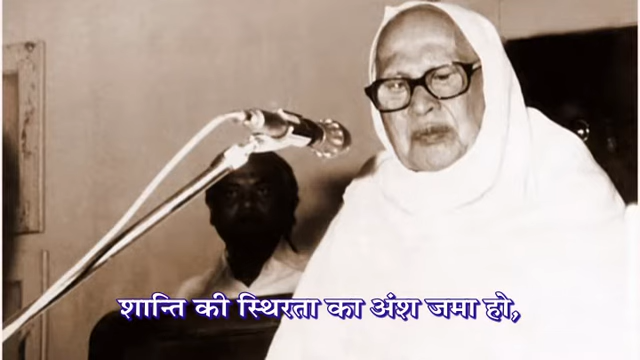 शान्ति की स्थिरता का अंश जमा हो,